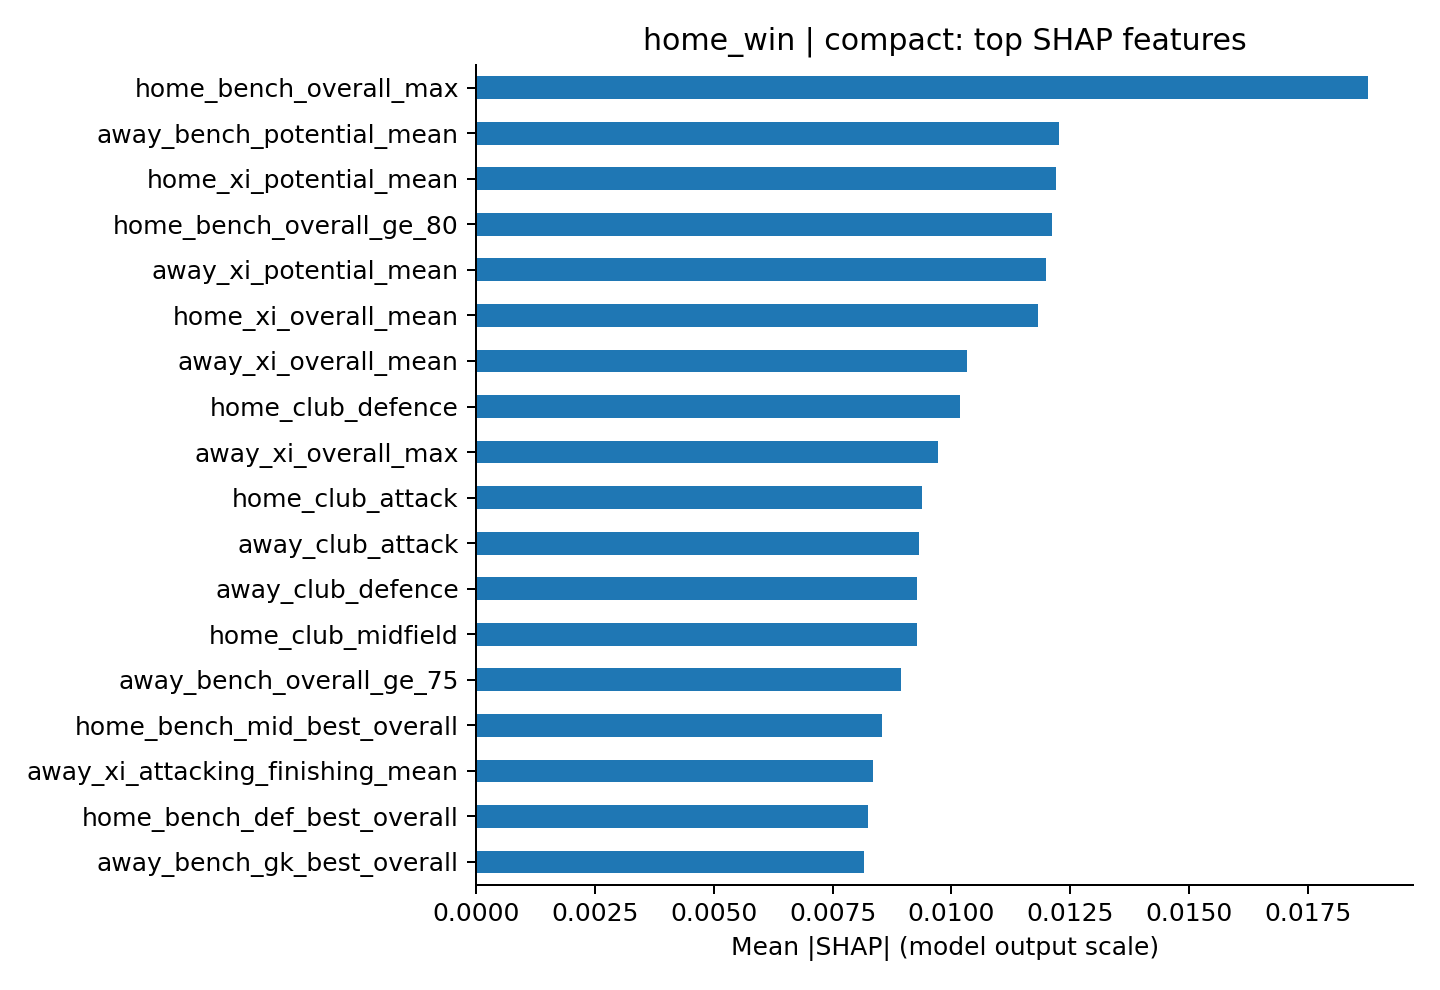 home_win | compact: top SHAP features
home_bench_overall_max
away_bench_potential_mean
home_xi_potential_mean
home_bench_overall_ge_80
away_xi_potential_mean
home_xi_overall_mean
away_xi_overall_mean
home_club_defence
away_xi_overall_max
home_club_attack
away_club_attack
away_club_defence
home_club_midfield
away_bench_overall_ge_75
home_bench_mid_best_overall
away_xi_attacking_finishing_mean
home_bench_def_best_overall
away_bench_gk_best_overall
0.0000 0.0025 0.0050 0.0075 0.0100 0.0125 0.0150 0.0175
Mean |SHAP| (model output scale)